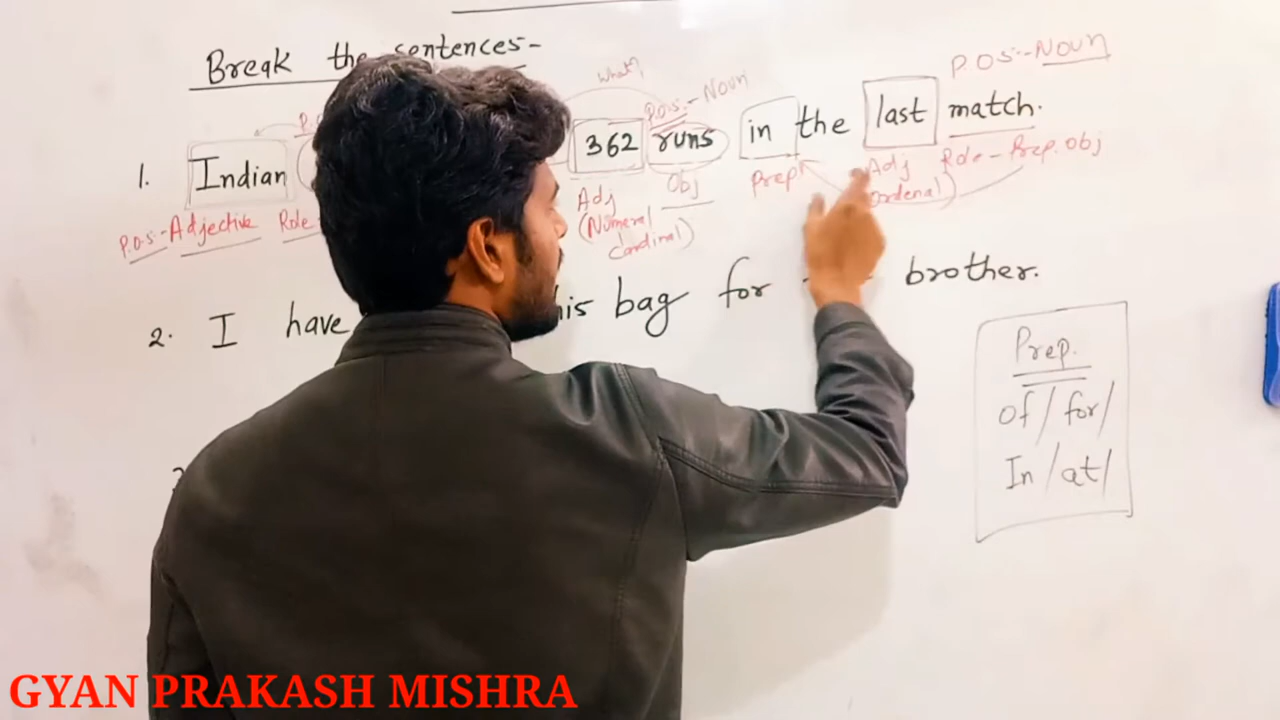 Break the sentences-
What?
P.O.S.- Noun
P.O.S.- Noun
1. Indian 362 runs in the last match.
P.O.S.- Adjective Role
Adj (Numeral Cardinal)
Obj
Prep
Adj
Role - Prep. Obj
2. I have this bag for brother.
Prep.
Of / for /
In / at /
GYAN PRAKASH MISHRA